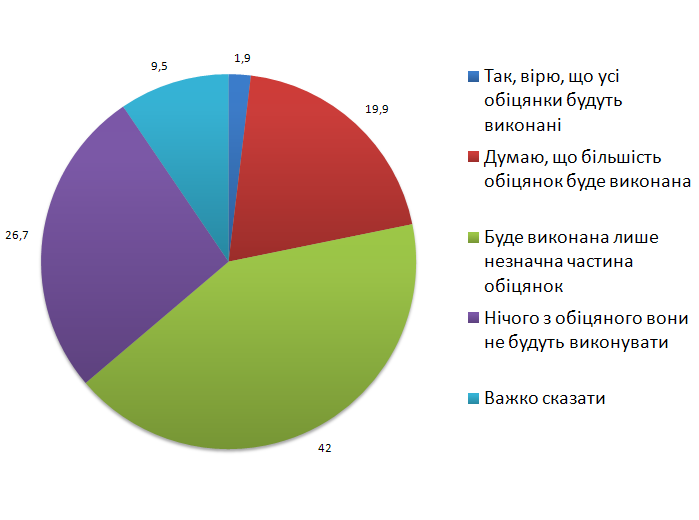 1,9
9,5
19,9
26,7
42
Так, вірю, що усі
обіцянки будуть
виконані
Думаю, що більшість
обіцянок буде виконана
Буде виконана лише
незначна частина
обіцянок
Нічого з обіцяного вони
не будуть виконувати
Важко сказати